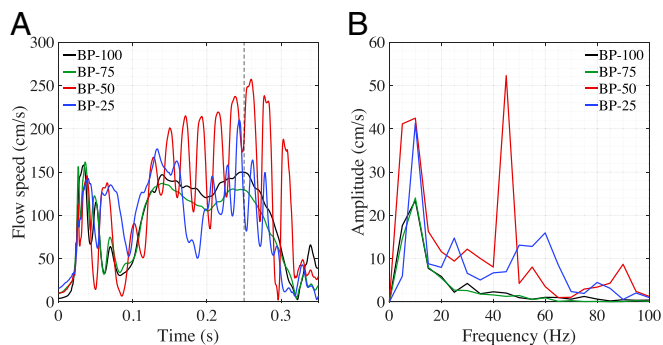 A
300
250
200
150
100
50
0
Flow speed (cm/s)
BP-100
BP-75
BP-50
BP-25
0
0.1
0.2
0.3
Time (s)
B
60
50
40
30
20
10
0
Amplitude (cm/s)
BP-100
BP-75
BP-50
BP-25
0
20
40
60
80
100
Frequency (Hz)